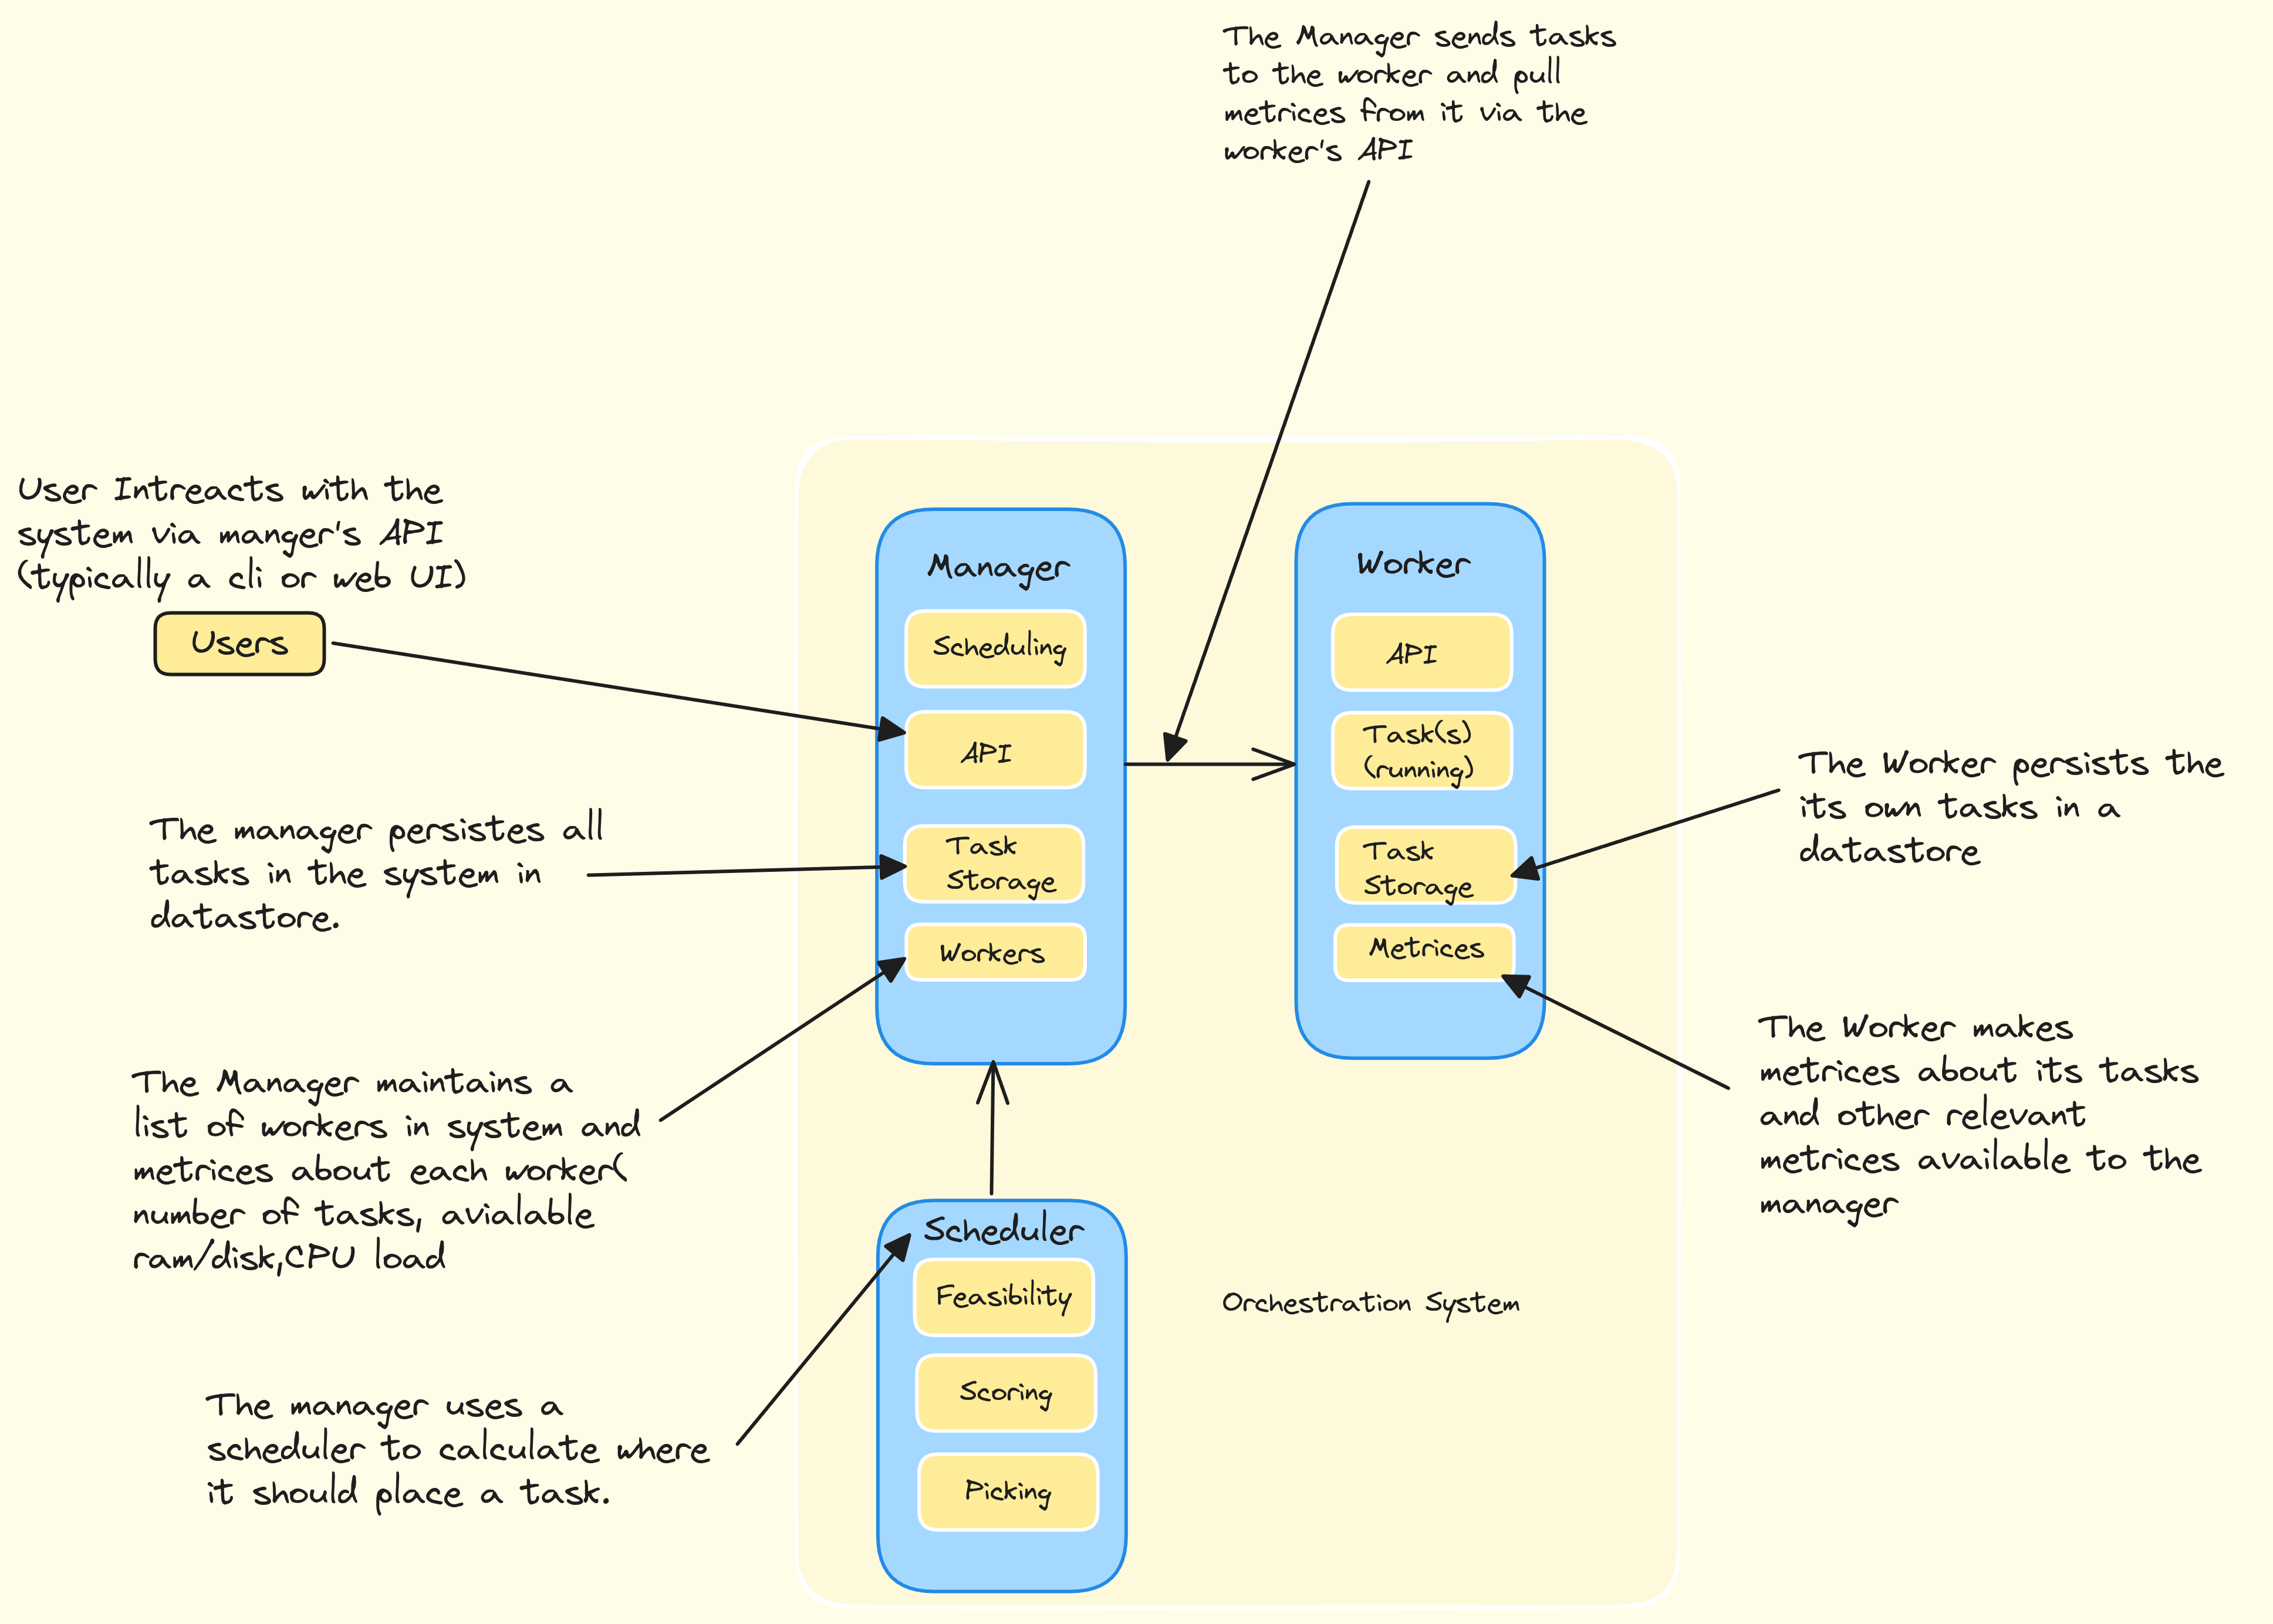 The Manager sends tasks
to the worker and pull
metrices from it via the
worker's API
User Intreacts with the
system via manger's API
(typically a cli or web UI)
Users
Manager
Scheduling
API
Task
Storage
Workers
Worker
API
Task(s)
(running)
Task
Storage
Metrices
The manager persistes all
tasks in the system in
datastore.
The Worker persists the
its own tasks in a
datastore
The Manager maintains a
list of workers in system and
metrices about each worker(
number of tasks, avialable
ram/disk,CPU load
The Worker makes
metrices about its tasks
and other relevant
metrices available to the
manager
Scheduler
Feasibility
Scoring
Picking
Orchestration System
The manager uses a
scheduler to calculate where
it should place a task.